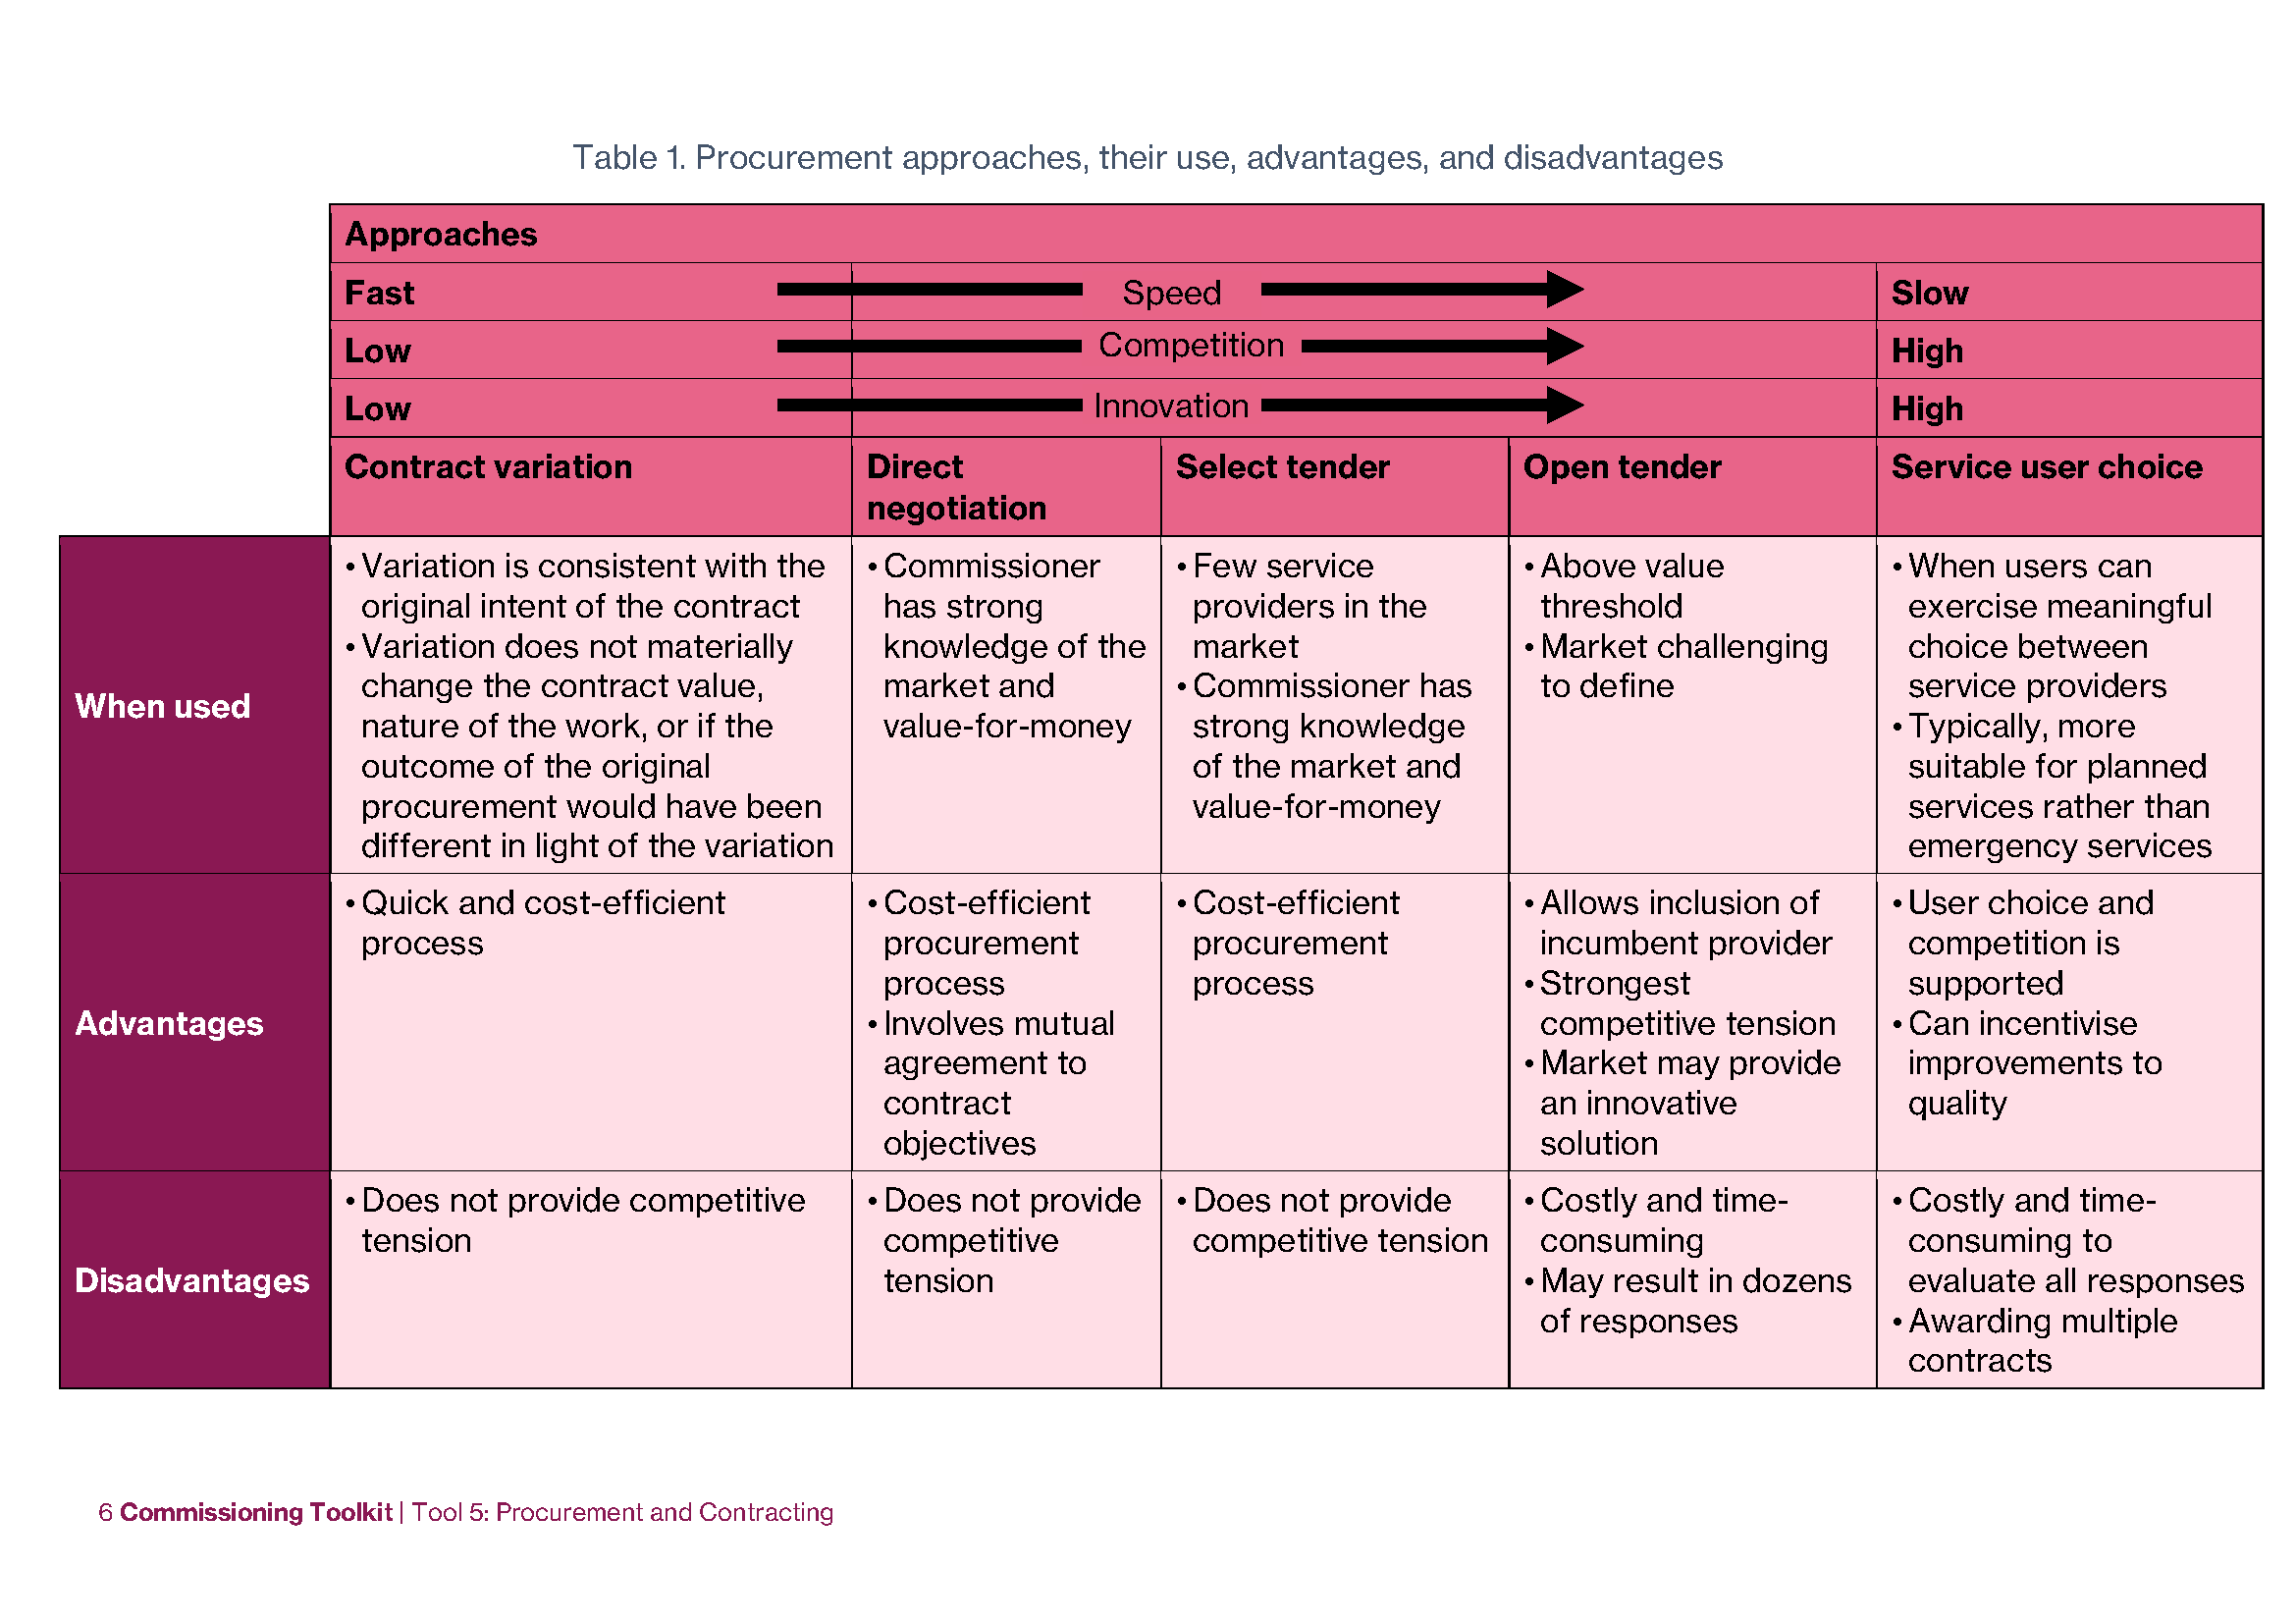 Table 1. Procurement approaches, their use, advantages, and disadvantages
Approaches
Fast Speed Slow
Low Competition High
Low Innovation High
Contract variation
Direct
negotiation
Select tender
Open tender
Service user choice
When used
• Variation is consistent with the
original intent of the contract
• Variation does not materially
change the contract value,
nature of the work, or if the
outcome of the original
procurement would have been
different in light of the variation
• Commissioner
has strong
knowledge of the
market and
value-for-money
• Few service
providers in the
market
• Commissioner has
strong knowledge
of the market and
value-for-money
• Above value
threshold
• Market challenging
to define
• When users can
exercise meaningful
choice between
service providers
• Typically, more
suitable for planned
services rather than
emergency services
Advantages
• Quick and cost-efficient
process
• Cost-efficient
procurement
process
• Involves mutual
agreement to
contract
objectives
• Cost-efficient
procurement
process
• Allows inclusion of
incumbent provider
• Strongest
competitive tension
• Market may provide
an innovative
solution
• User choice and
competition is
supported
• Can incentivise
improvements to
quality
Disadvantages
• Does not provide competitive
tension
• Does not provide
competitive
tension
• Does not provide
competitive tension
• Costly and time-
consuming
• May result in dozens
of responses
• Costly and time-
consuming to
evaluate all responses
• Awarding multiple
contracts
6 Commissioning Toolkit | Tool 5: Procurement and Contracting